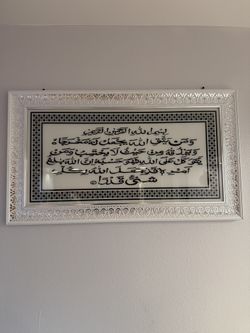 بسم الله الرحمن الرحيم
ومن يتق الله يجعل له مخرجا
ويرزقه من حيث لا يحتسب ومن
يتوكل على الله فهو حسبه إن الله بالغ
أمره قد جعل الله لكل
شيء قدرا